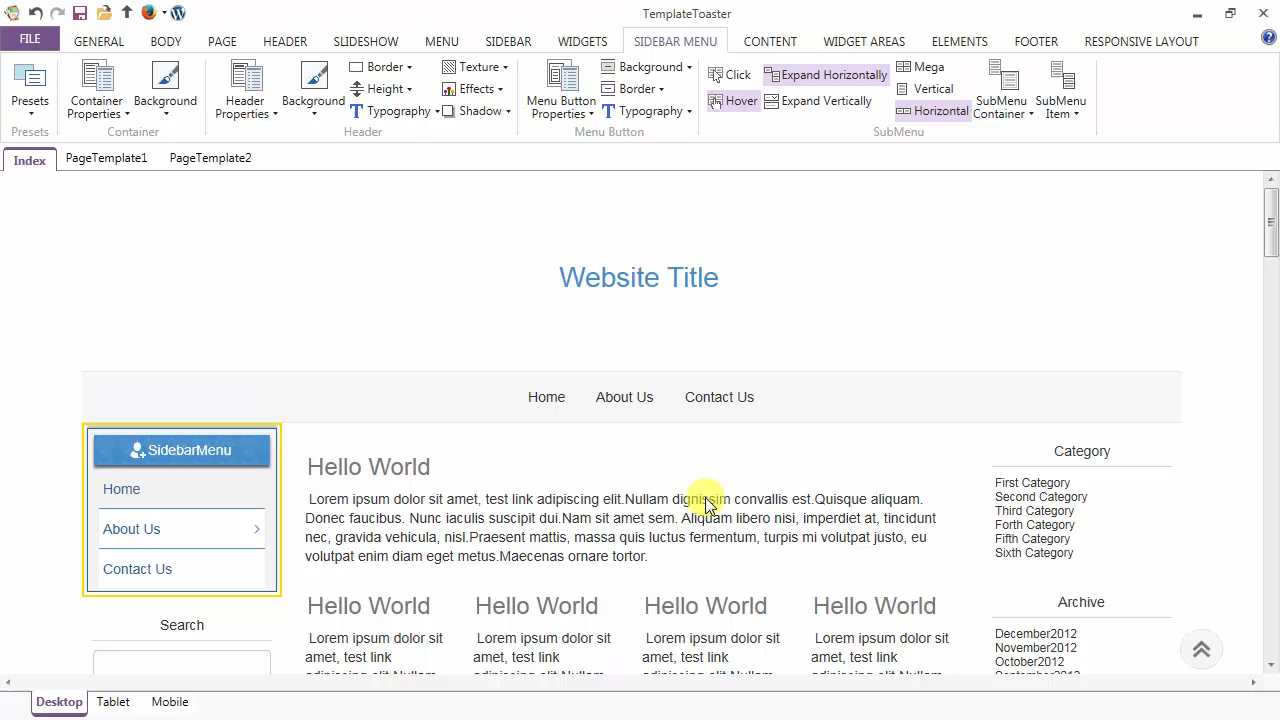 TemplateToaster
FILE GENERAL BODY PAGE HEADER SLIDESHOW MENU SIDEBAR WIDGETS SIDEBAR MENU CONTENT WIDGET AREAS ELEMENTS FOOTER RESPONSIVE LAYOUT
Presets
Presets
Container Properties
Background
Container
Header Properties
Background
Border
Height
Typography
Texture
Effects
Shadow
Header
Menu Button Properties
Background
Border
Typography
Menu Button
Click
Hover
Expand Horizontally
Expand Vertically
Mega
Vertical
Horizontal
SubMenu Container
SubMenu Item
SubMenu
Index PageTemplate1 PageTemplate2
Website Title
Home About Us Contact Us
SidebarMenu
Home
About Us
Contact Us
Search
Hello World
Lorem ipsum dolor sit amet, test link adipiscing elit.Nullam dignissim convallis est.Quisque aliquam.
Donec faucibus. Nunc iaculis suscipit dui.Nam sit amet sem. Aliquam libero nisi, imperdiet at, tincidunt
nec, gravida vehicula, nisl.Praesent mattis, massa quis luctus fermentum, turpis mi volutpat justo, eu
volutpat enim diam eget metus.Maecenas ornare tortor.
Hello World Hello World Hello World Hello World
Lorem ipsum dolor sit Lorem ipsum dolor sit Lorem ipsum dolor sit Lorem ipsum dolor sit
amet, test link amet, test link amet, test link amet, test link
Category
First Category
Second Category
Third Category
Forth Category
Fifth Category
Sixth Category
Archive
December2012
November2012
October2012
Desktop Tablet Mobile